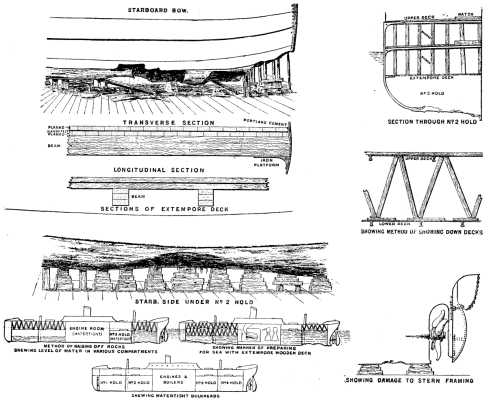 STARBOARD BOW.
TRANSVERSE SECTION
PORTLAND CEMENT
PLANKS
CANVAS
PLANKS
BEAM
IRON
PLATFORM
LONGITUDINAL SECTION
BEAM
SECTIONS OF EXTEMPORE DECK
STARB. SIDE UNDER Nº 2 HOLD
ENGINE ROOM
(WATERTIGHT)
METHOD OF RAISING OFF ROCKS
SHEWING LEVEL OF WATER IN VARIOUS COMPARTMENTS
SHOWING MANNER OF PREPARING
FOR SEA WITH EXTEMPORE WOODEN DECK
Nº1 HOLD
Nº2 HOLD
ENGINES &
BOILERS
Nº3 HOLD
Nº4 HOLD
SHEWING WATERTIGHT BULKHEADS
UPPER DECK
HATCH
EXTEMPORE DECK
Nº2 HOLD
SECTION THROUGH Nº2 HOLD
UPPER DECK
LOWER DECK
SHOWING METHOD OF SHORING DOWN DECKS
SHOWING DAMAGE TO STERN FRAMING